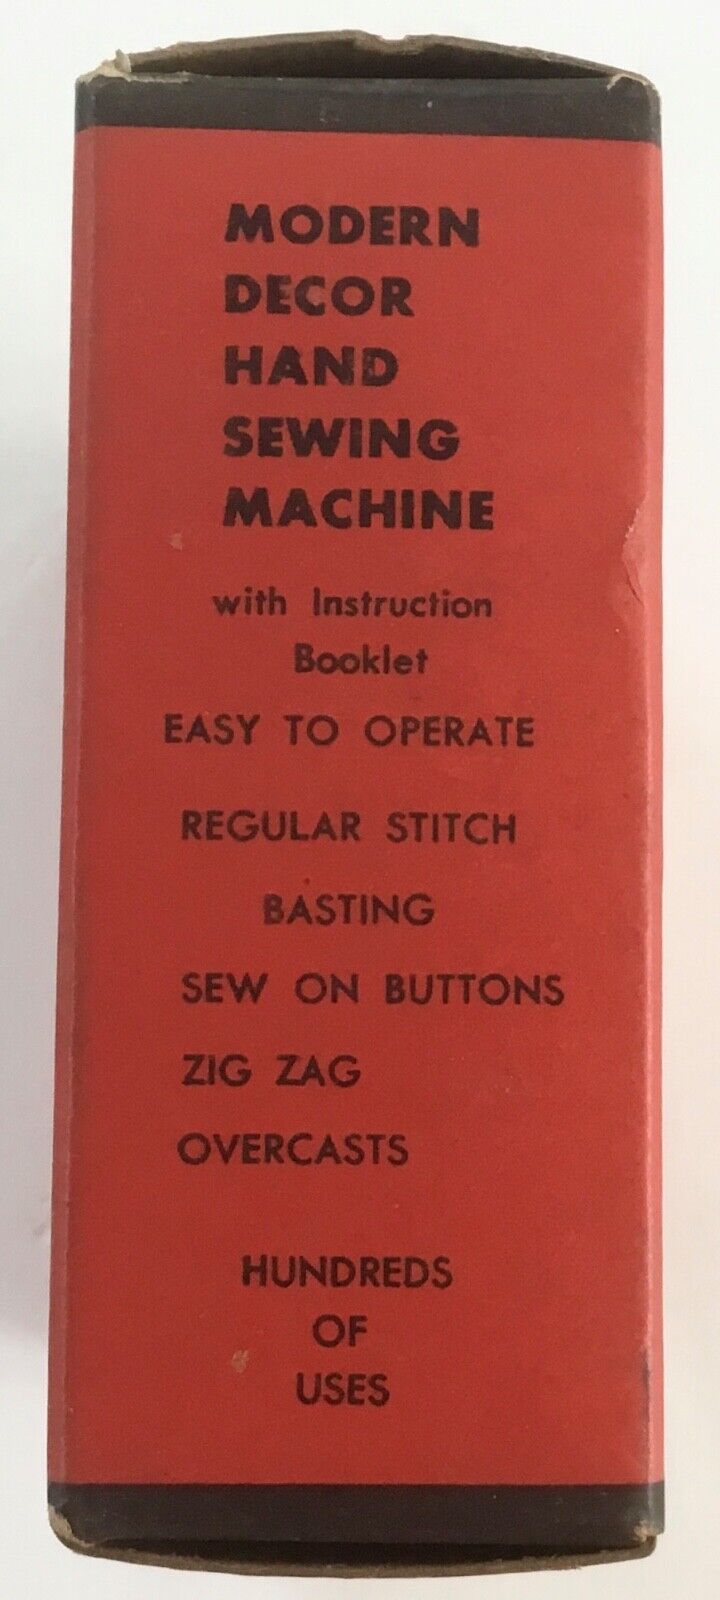 MODERN
DECOR
HAND
SEWING
MACHINE
with Instruction
Booklet
EASY TO OPERATE
REGULAR STITCH
BASTING
SEW ON BUTTONS
ZIG ZAG
OVERCASTS
HUNDREDS
OF
USES